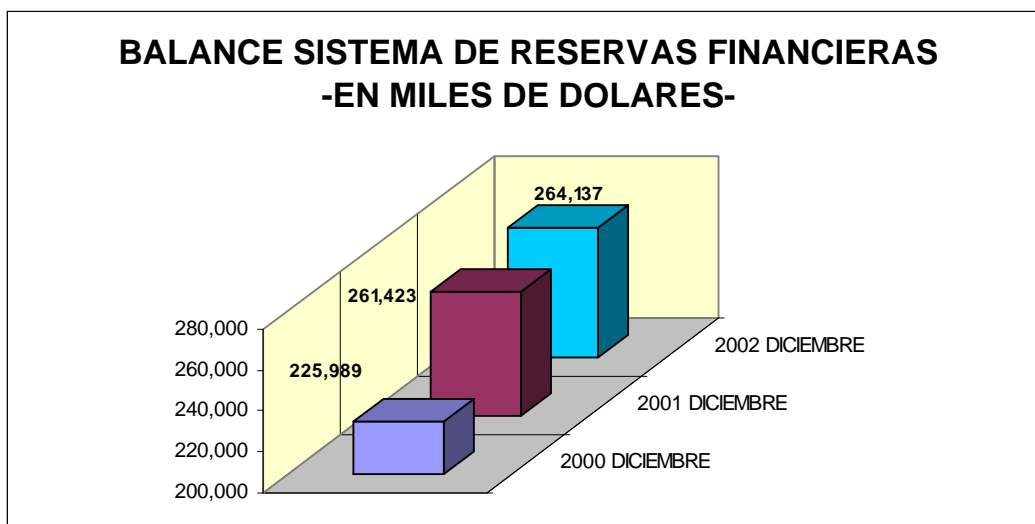 BALANCE SISTEMA DE RESERVAS FINANCIERAS
-EN MILES DE DOLARES-
264,137
261,423
225,989
280,000
260,000
240,000
220,000
200,000
2002 DICIEMBRE
2001 DICIEMBRE
2000 DICIEMBRE